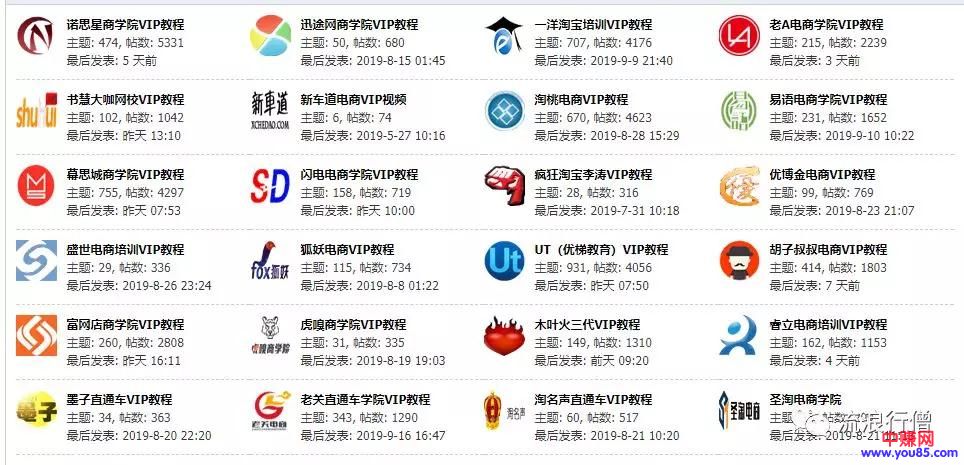 诺思星商学院VIP教程
主题: 474, 帖数: 5331
最后发表: 5 天前
迅途网商学院VIP教程
主题: 50, 帖数: 680
最后发表: 2019-8-15 01:45
一洋淘宝培训VIP教程
主题: 707, 帖数: 4176
最后发表: 2019-9-9 21:40
老A电商学院VIP教程
主题: 215, 帖数: 2239
最后发表: 3 天前
shu ui
书慧大咖网校VIP教程
主题: 102, 帖数: 1042
最后发表: 昨天 13:10
新车道
XCHEDAO.COM
新车道电商VIP视频
主题: 6, 帖数: 74
最后发表: 2019-5-27 10:16
淘桃电商VIP教程
主题: 670, 帖数: 4623
最后发表: 2019-8-28 15:29
易语电商学院VIP教程
主题: 231, 帖数: 1652
最后发表: 2019-9-10 10:22
幕思城商学院VIP教程
主题: 755, 帖数: 4297
最后发表: 昨天 07:53
SD
闪电电商学院VIP教程
主题: 158, 帖数: 719
最后发表: 昨天 10:00
疯狂淘宝李涛VIP教程
主题: 28, 帖数: 316
最后发表: 2019-7-31 10:18
优博金电商VIP教程
主题: 99, 帖数: 769
最后发表: 2019-8-23 21:07
盛世电商培训VIP教程
主题: 29, 帖数: 336
最后发表: 2019-8-26 23:24
fox狐妖
狐妖电商VIP教程
主题: 115, 帖数: 734
最后发表: 2019-8-8 01:22
Ut
UT（优梯教育）VIP教程
主题: 931, 帖数: 4056
最后发表: 昨天 07:50
胡子叔叔电商VIP教程
主题: 414, 帖数: 1803
最后发表: 7 天前
富网店商学院VIP教程
主题: 260, 帖数: 2808
最后发表: 昨天 16:11
虎嗅商学院
虎嗅商学院VIP教程
主题: 31, 帖数: 335
最后发表: 2019-8-19 19:03
木叶火三代VIP教程
主题: 149, 帖数: 1310
最后发表: 前天 09:20
睿立电商培训VIP教程
主题: 162, 帖数: 1153
最后发表: 4 天前
墨子
墨子直通车VIP教程
主题: 34, 帖数: 363
最后发表: 2019-8-20 22:20
老关电商
老关直通车学院VIP教程
主题: 343, 帖数: 1290
最后发表: 2019-9-16 16:47
淘名声
淘名声直通车VIP教程
主题: 60, 帖数: 517
最后发表: 2019-8-21 10:20
圣淘电商
圣淘电商学院
最后发表: 2019-8-21
流浪行僧
中赚网
www.you85.com